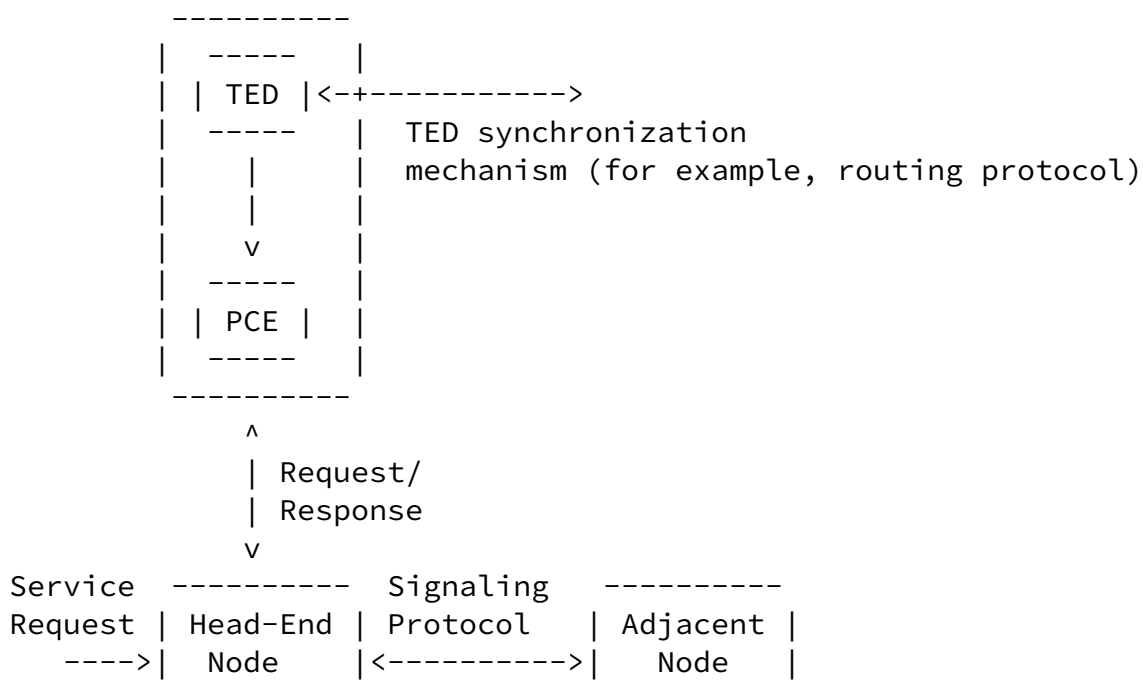 TED
TED synchronization
mechanism (for example, routing protocol)
PCE
Request/
Response
Service
Request
Head-End
Node
Signaling
Protocol
Adjacent
Node